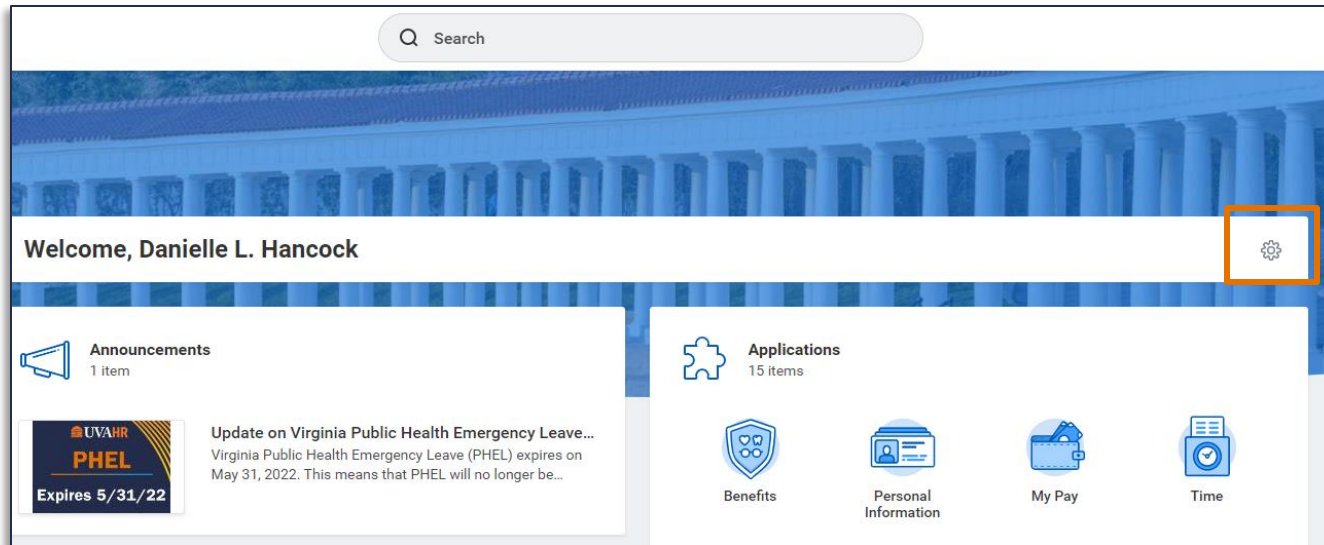 Search
Welcome, Danielle L. Hancock
Announcements
1 item
UVAHR
PHEL
Expires 5/31/22
Update on Virginia Public Health Emergency Leave...
Virginia Public Health Emergency Leave (PHEL) expires on
May 31, 2022. This means that PHEL will no longer be...
Applications
15 items
Benefits
Personal
Information
My Pay
Time